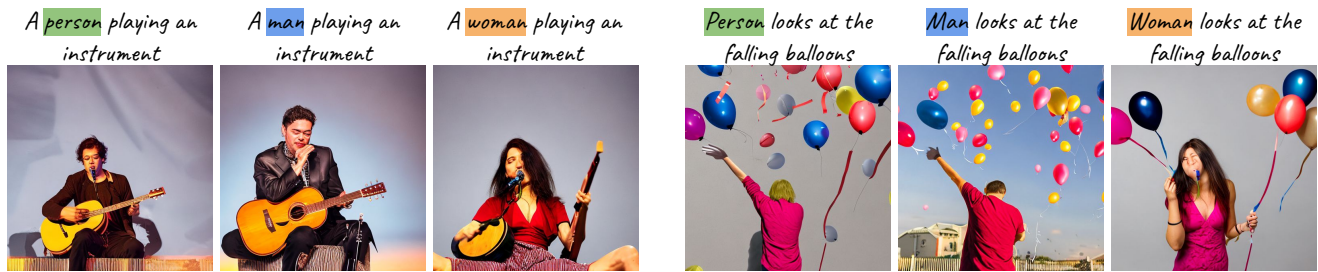 A person playing an
instrument
A man playing an
instrument
A woman playing an
instrument
Person looks at the
falling balloons
Man looks at the
falling balloons
Woman looks at the
falling balloons